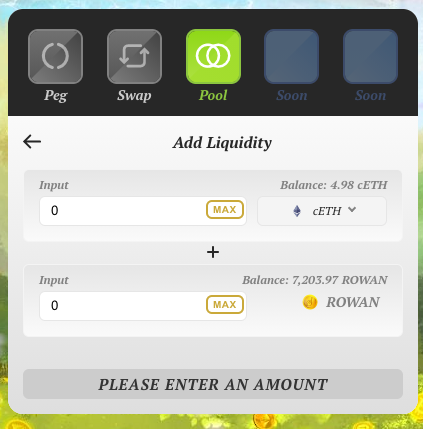 Peg Swap Pool Soon Soon
Add Liquidity
Input Balance: 4.98 cETH
0 MAX cETH
+
Input Balance: 7,203.97 ROWAN
0 MAX ROWAN
PLEASE ENTER AN AMOUNT